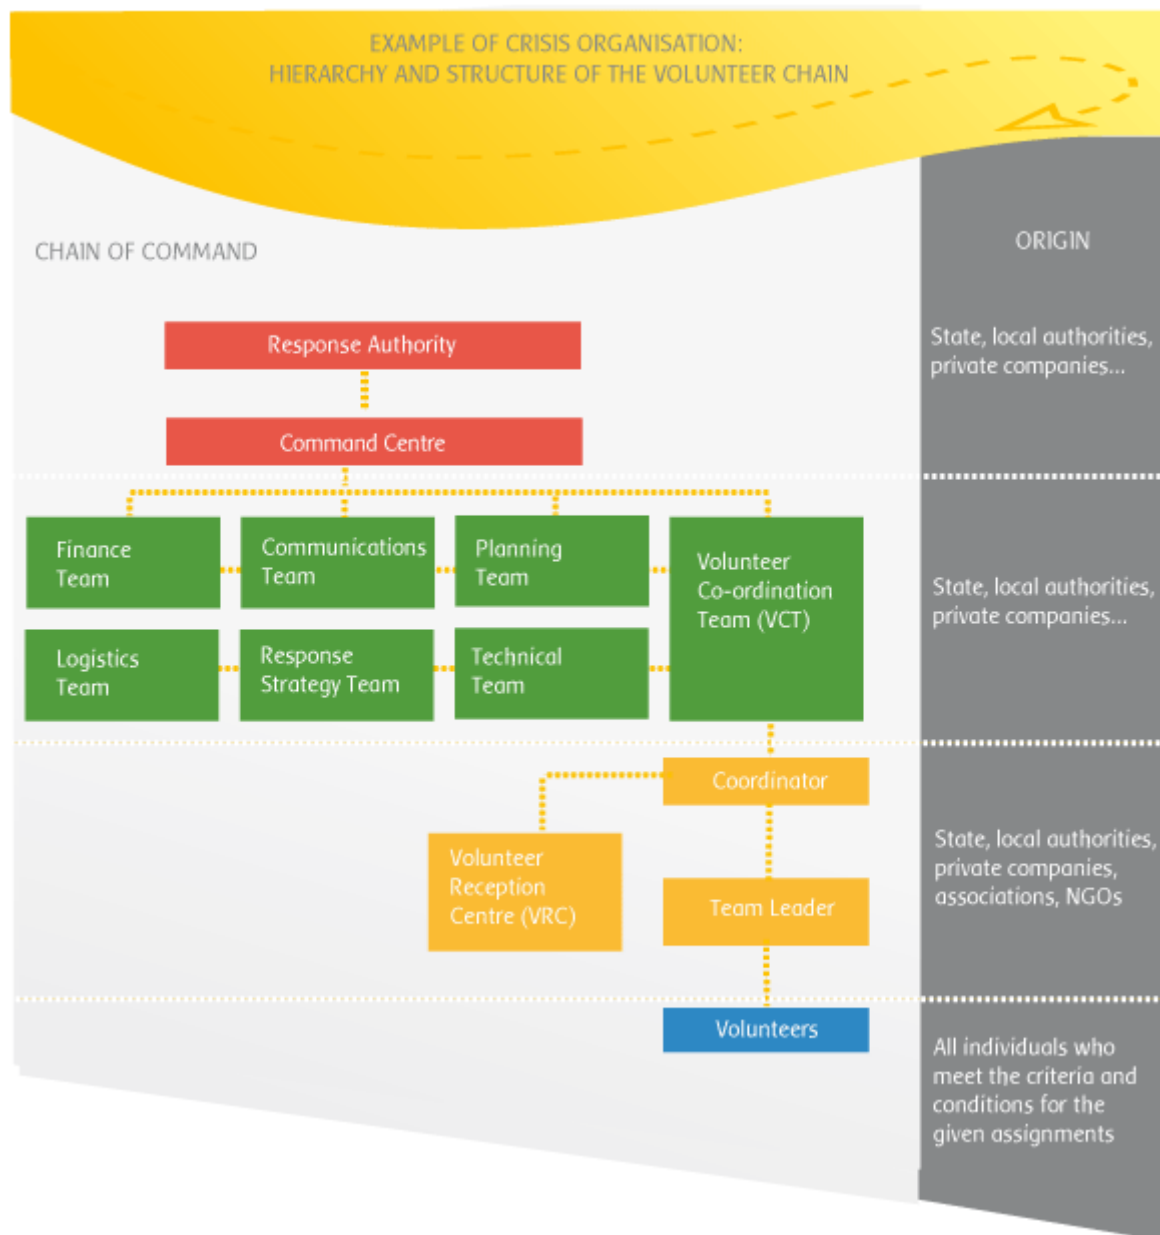 EXAMPLE OF CRISIS ORGANISATION:
HIERARCHY AND STRUCTURE OF THE VOLUNTEER CHAIN
CHAIN OF COMMAND
ORIGIN
Response Authority
State, local authorities,
private companies...
Command Centre
Finance
Team
Communications
Team
Planning
Team
Volunteer
Co-ordination
Team (VCT)
State, local authorities,
private companies...
Logistics
Team
Response
Strategy Team
Technical
Team
Coordinator
Volunteer
Reception
Centre (VRC)
Team Leader
State, local authorities,
private companies,
associations, NGOs
Volunteers
All individuals who
meet the criteria and
conditions for the
given assignments